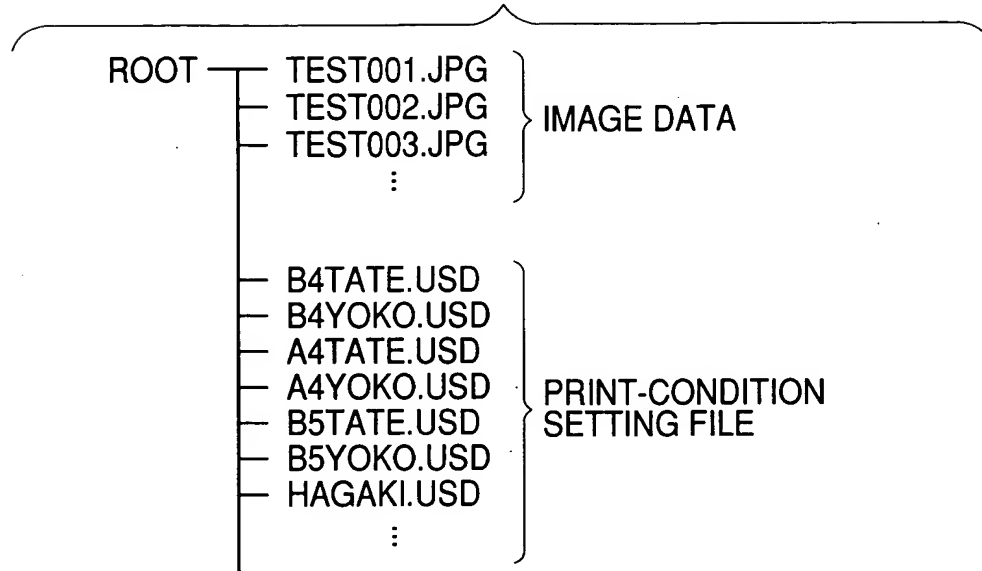 ROOT TEST001.JPG
TEST002.JPG
TEST003.JPG
⋮
IMAGE DATA
B4TATE.USD
B4YOKO.USD
A4TATE.USD
A4YOKO.USD
B5TATE.USD
B5YOKO.USD
HAGAKI.USD
⋮
PRINT-CONDITION
SETTING FILE